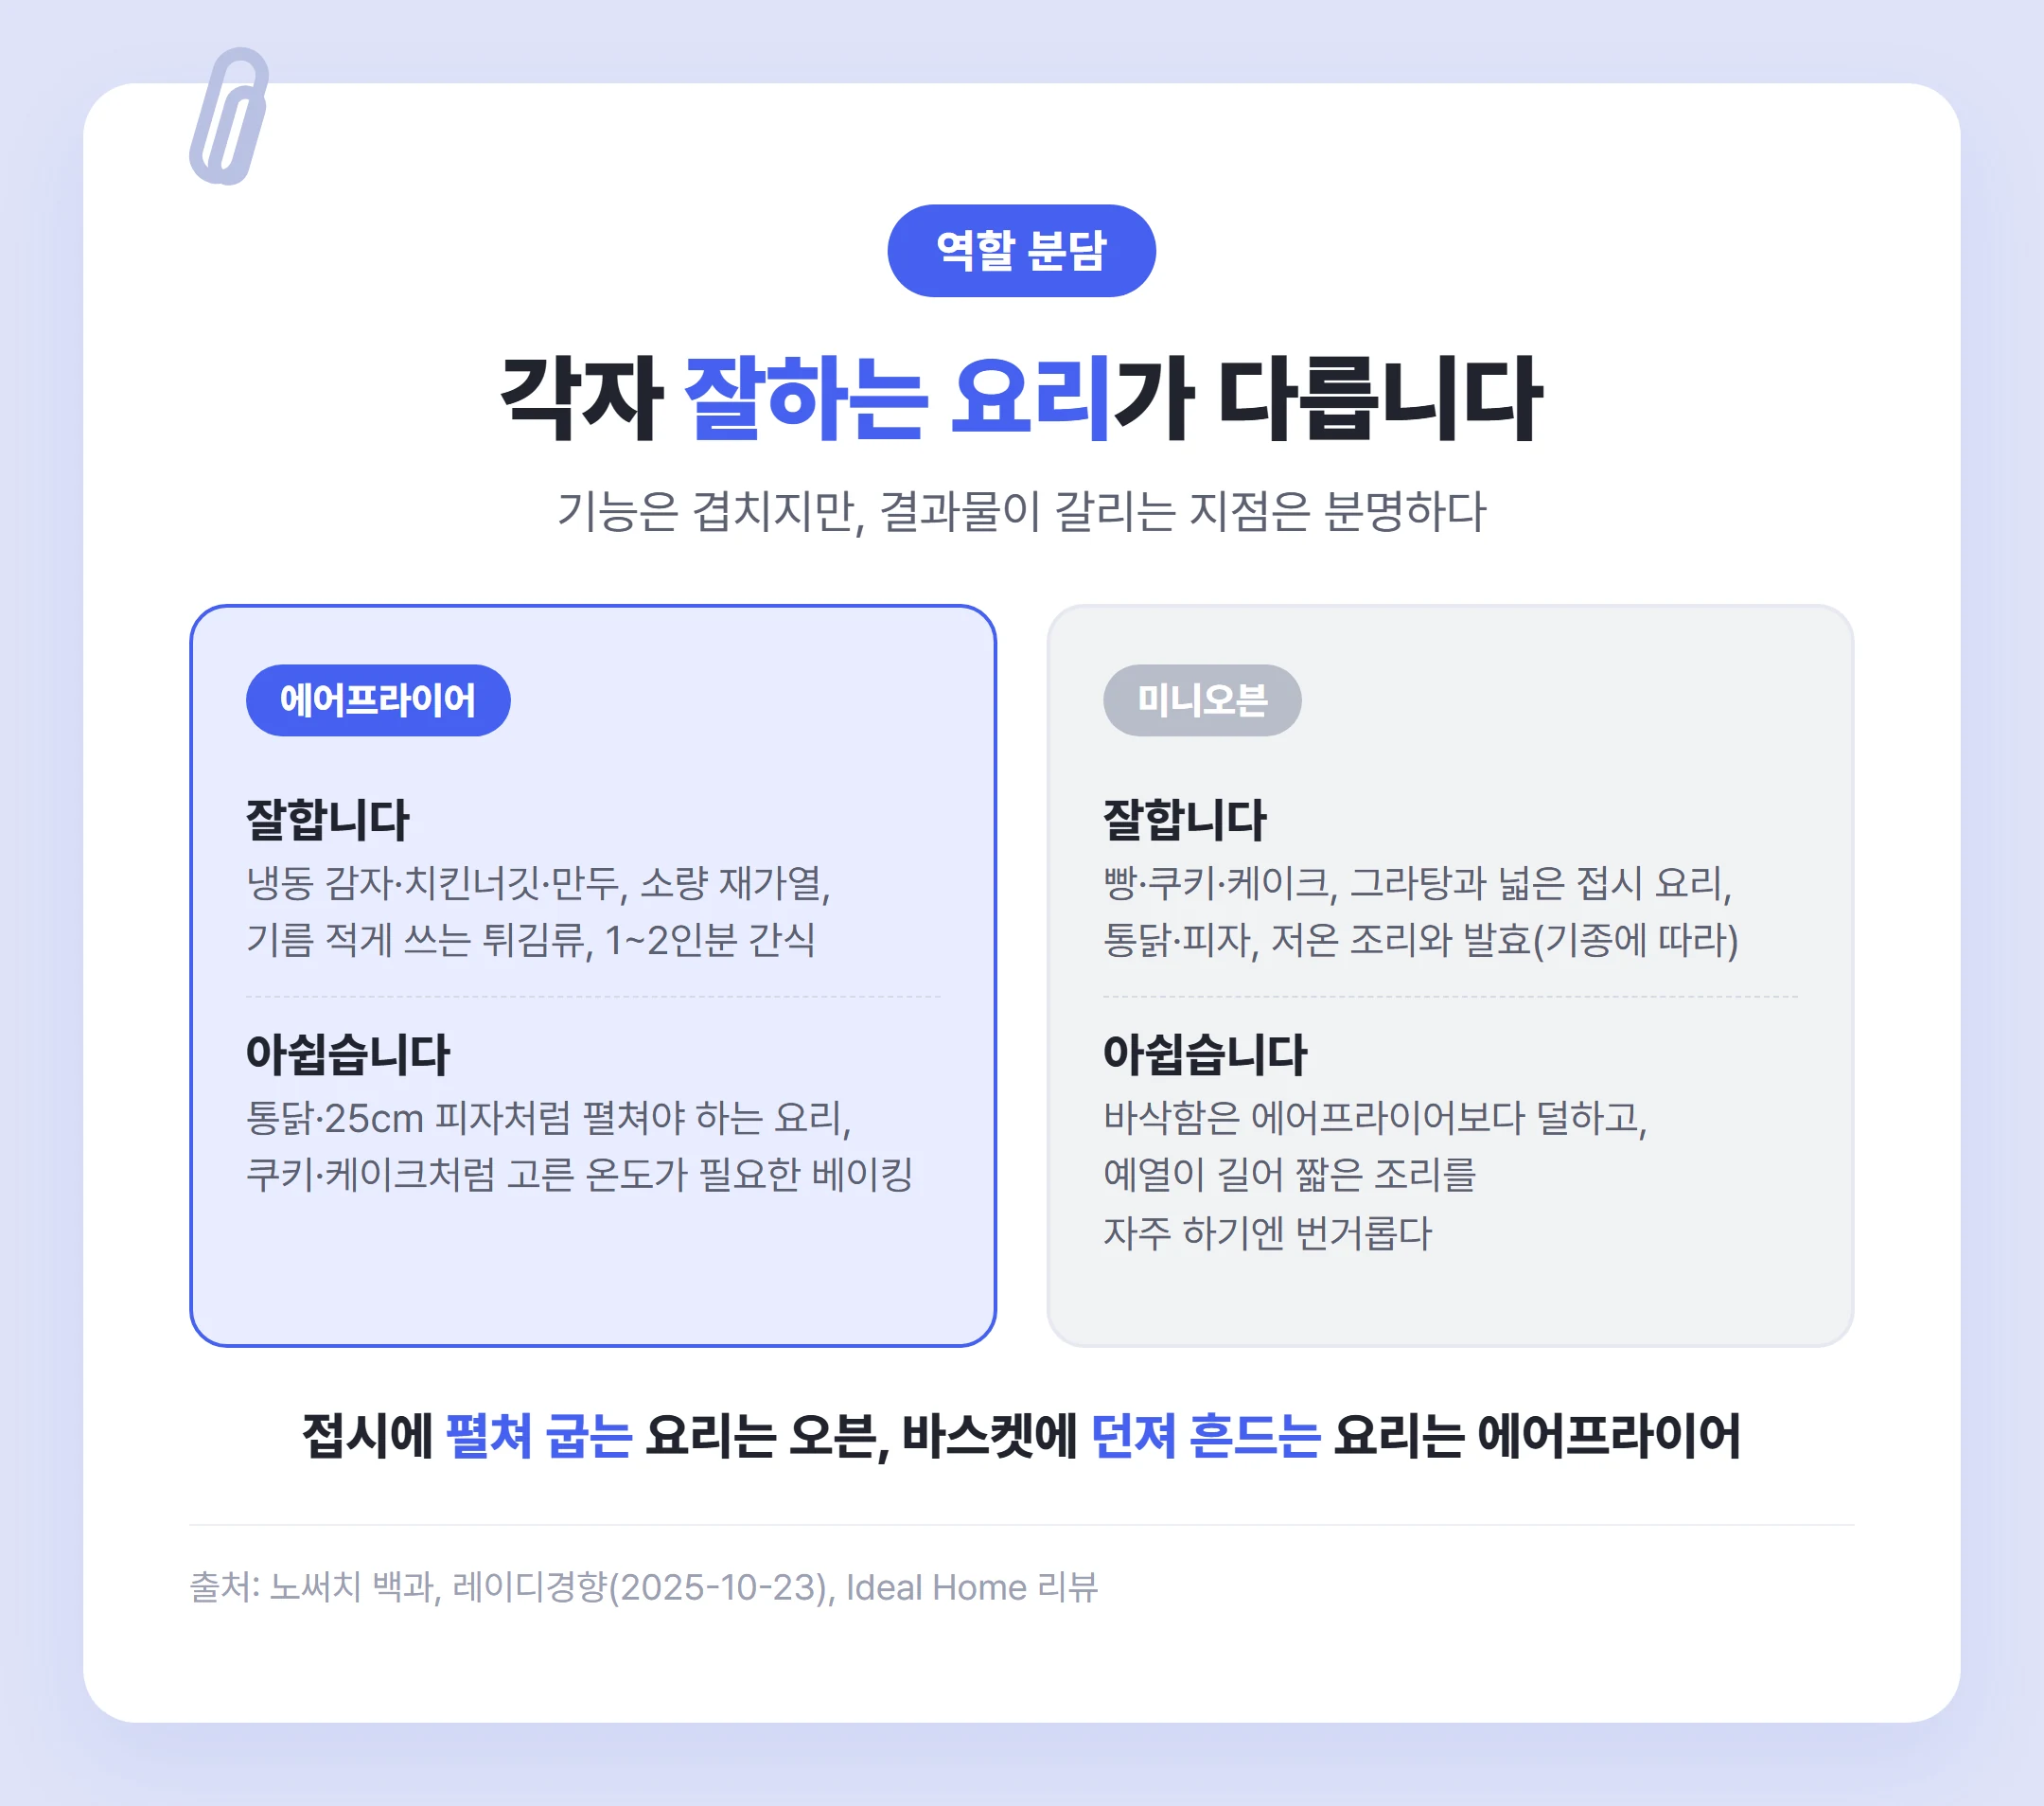 역할 분담
각자 잘하는 요리가 다릅니다
기능은 겹치지만, 결과물이 갈리는 지점은 분명하다
에어프라이어
잘합니다
냉동 감자·치킨너깃·만두, 소량 재가열,
기름 적게 쓰는 튀김류, 1~2인분 간식
아쉽습니다
통닭·25cm 피자처럼 펼쳐야 하는 요리,
쿠키·케이크처럼 고른 온도가 필요한 베이킹
미니오븐
잘합니다
빵·쿠키·케이크, 그라탕과 넓은 접시 요리,
통닭·피자, 저온 조리와 발효(기종에 따라)
아쉽습니다
바삭함은 에어프라이어보다 덜하고,
예열이 길어 짧은 조리를
자주 하기엔 번거롭다
접시에 펼쳐 굽는 요리는 오븐, 바스켓에 던져 흔드는 요리는 에어프라이어
출처: 노써치 백과, 레이디경향(2025-10-23), Ideal Home 리뷰